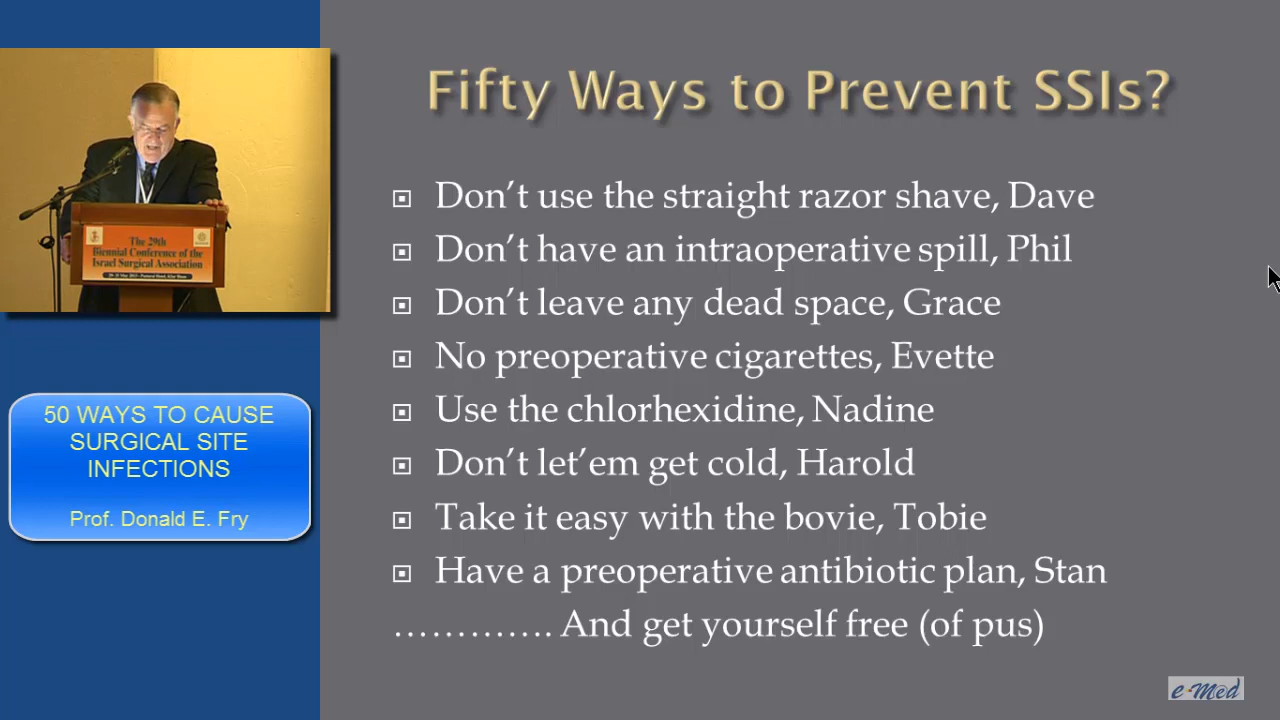 Fifty Ways to Prevent SSIs?
Don't use the straight razor shave, Dave
Don't have an intraoperative spill, Phil
Don't leave any dead space, Grace
No preoperative cigarettes, Evette
Use the chlorhexidine, Nadine
Don't let'em get cold, Harold
Take it easy with the bovie, Tobie
Have a preoperative antibiotic plan, Stan
…………. And get yourself free (of pus)
The 29th
Biennial Conference of the
Israel Surgical Association
50 WAYS TO CAUSE
SURGICAL SITE
INFECTIONS
Prof. Donald E. Fry
e-Med